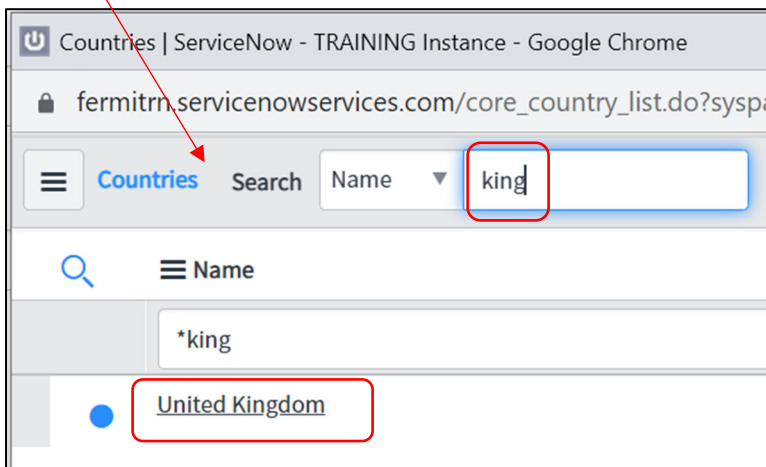 Countries | ServiceNow - TRAINING Instance - Google Chrome
fermitrn.servicenowservices.com/core_country_list.do?syspa
Countries Search Name king
Name
*king
United Kingdom